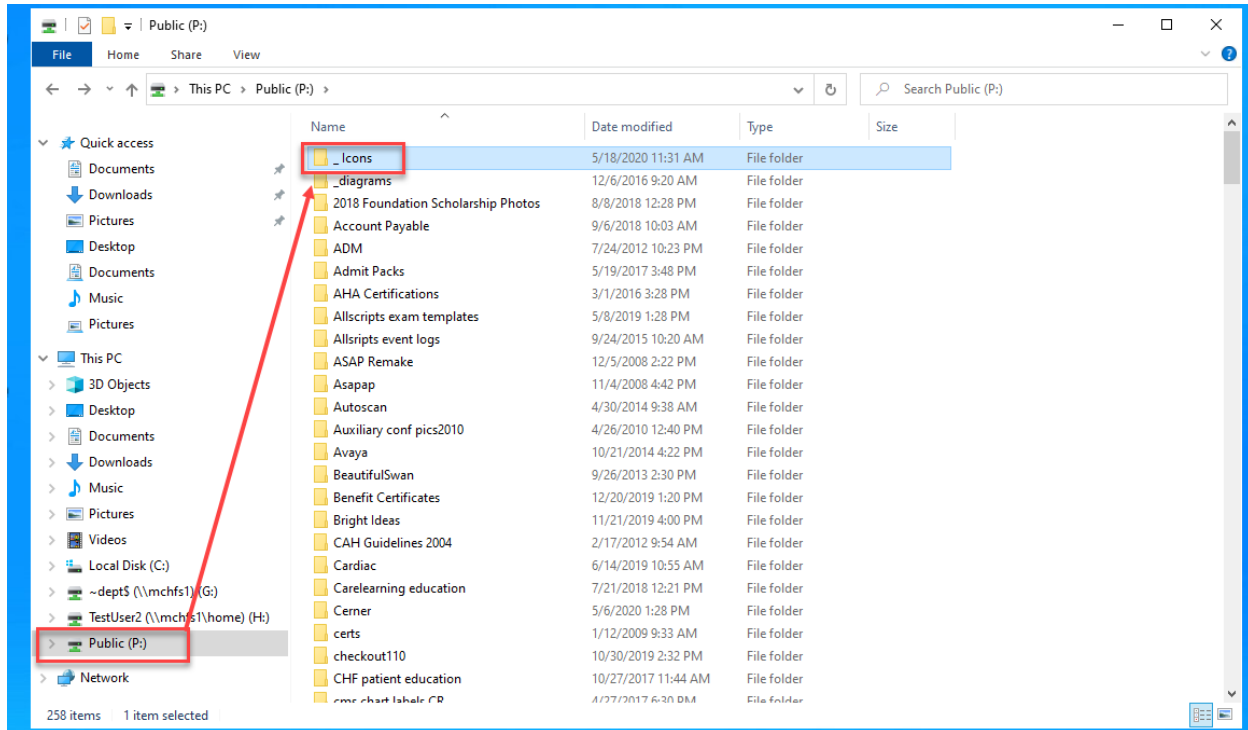 Public (P:)
File Home Share View
This PC > Public (P:) >
Search Public (P:)
Quick access
Documents
Downloads
Pictures
Desktop
Documents
Music
Pictures
This PC
3D Objects
Desktop
Documents
Downloads
Music
Pictures
Videos
Local Disk (C:)
~dept$ (\\mchfs1) (G:)
TestUser2 (\\mchfs1\home) (H:)
Public (P:)
Network
Name Date modified Type Size
_ Icons 5/18/2020 11:31 AM File folder
_diagrams 12/6/2016 9:20 AM File folder
2018 Foundation Scholarship Photos 8/8/2018 12:28 PM File folder
Account Payable 9/6/2018 10:03 AM File folder
ADM 7/24/2012 10:23 PM File folder
Admit Packs 5/19/2017 3:48 PM File folder
AHA Certifications 3/1/2016 3:28 PM File folder
Allscripts exam templates 5/8/2019 1:28 PM File folder
Allsripts event logs 9/24/2015 10:20 AM File folder
ASAP Remake 12/5/2008 2:22 PM File folder
Asapap 11/4/2008 4:42 PM File folder
Autoscan 4/30/2014 9:38 AM File folder
Auxiliary conf pics2010 4/26/2010 12:40 PM File folder
Avaya 10/21/2014 4:22 PM File folder
BeautifulSwan 9/26/2013 2:30 PM File folder
Benefit Certificates 12/20/2019 1:20 PM File folder
Bright Ideas 11/21/2019 4:00 PM File folder
CAH Guidelines 2004 2/17/2012 9:54 AM File folder
Cardiac 6/14/2019 10:55 AM File folder
Carelearning education 7/21/2018 12:21 PM File folder
Cerner 5/6/2020 1:28 PM File folder
certs 1/12/2009 9:33 AM File folder
checkout110 10/30/2019 2:32 PM File folder
CHF patient education 10/27/2017 11:44 AM File folder
cms chart labels CR 4/27/2017 6:30 PM File folder
258 items 1 item selected